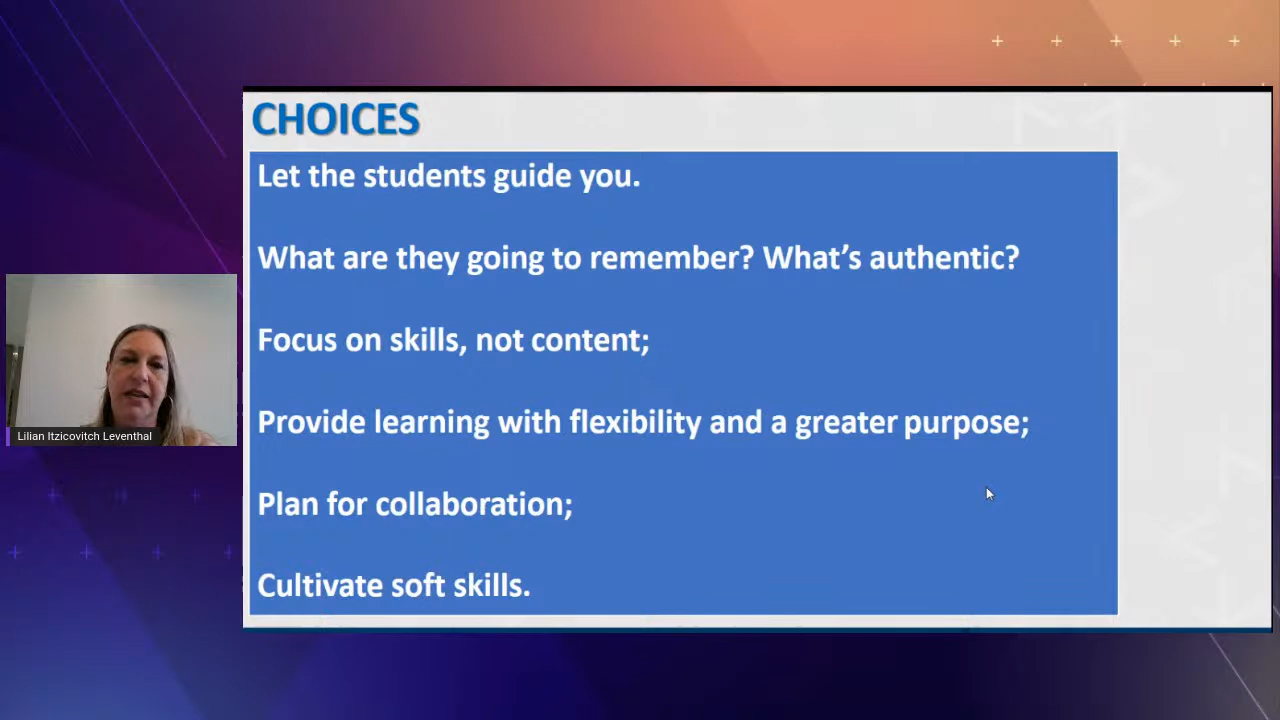 CHOICES
Let the students guide you.
What are they going to remember? What's authentic?
Focus on skills, not content;
Provide learning with flexibility and a greater purpose;
Plan for collaboration;
Cultivate soft skills.
Lilian Itzicovitch Leventhal